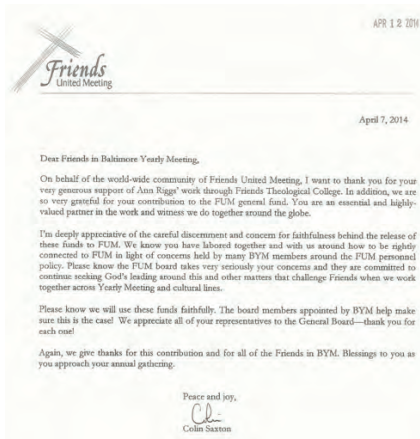 APR 12 2014
Friends
United Meeting
April 7, 2014
Dear Friends in Baltimore Yearly Meeting,
On behalf of the world-wide community of Friends United Meeting, I want to thank you for your
very generous support of Ann Riggs' work through Friends Theological College. In addition, we are
so very grateful for your contribution to the FUM general fund. You are an essential and highly-
valued partner in the work and witness we do together around the globe.
I'm deeply appreciative of the careful discernment and concern for faithfulness behind the release of
these funds to FUM. We know you have labored together and with us around how to be rightly
connected to FUM in light of concerns held by many BYM members around the FUM personnel
policy. Please know the FUM board takes very seriously your concerns and they are committed to
continue seeking God's leading around this and other matters that challenge Friends when we work
together across Yearly Meeting and cultural lines.
Please know we will use these funds faithfully. The board members appointed by BYM help make
sure this is the case! We appreciate all of your representatives to the General Board—thank you for
each one!
Again, we give thanks for this contribution and for all of the Friends in BYM. Blessings to you as
you approach your annual gathering.
Peace and joy,
Colin
Colin Saxton